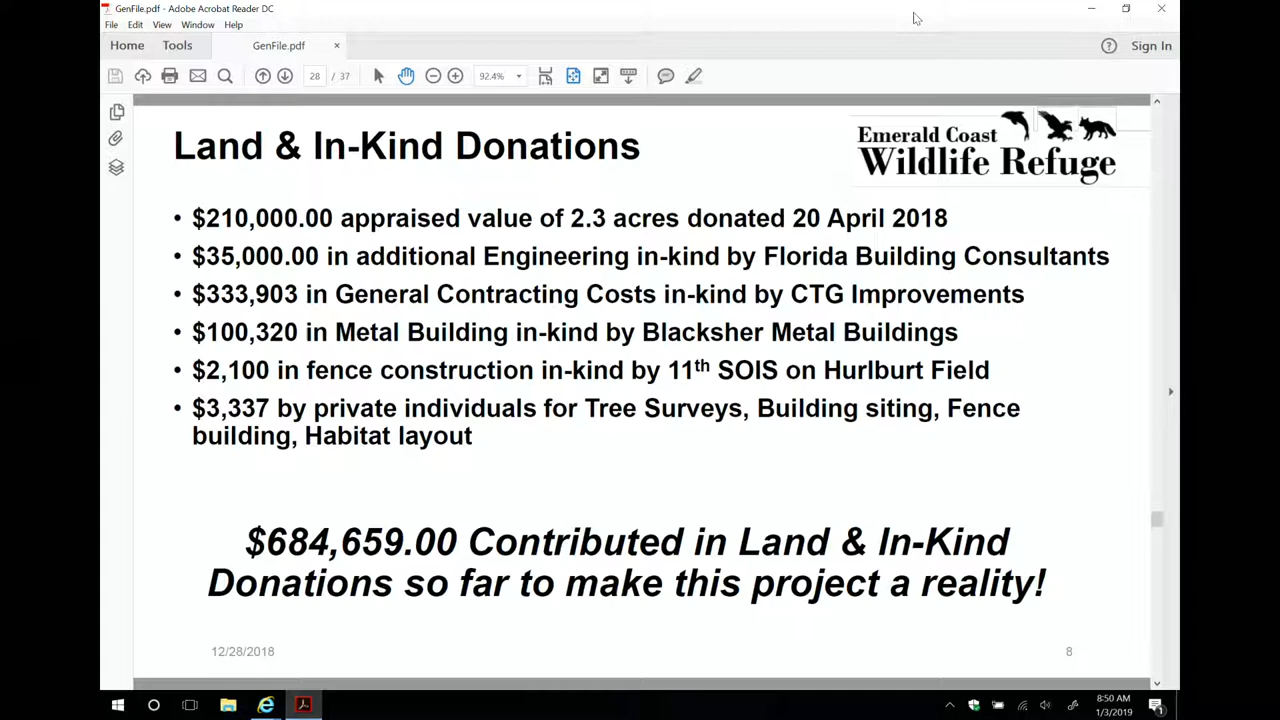 GenFile.pdf - Adobe Acrobat Reader DC
File Edit View Window Help
Home Tools GenFile.pdf × Sign In
28 / 37 92.4%
Land & In-Kind Donations
Emerald Coast
Wildlife Refuge
• $210,000.00 appraised value of 2.3 acres donated 20 April 2018
• $35,000.00 in additional Engineering in-kind by Florida Building Consultants
• $333,903 in General Contracting Costs in-kind by CTG Improvements
• $100,320 in Metal Building in-kind by Blacksher Metal Buildings
• $2,100 in fence construction in-kind by 11th SOIS on Hurlburt Field
• $3,337 by private individuals for Tree Surveys, Building siting, Fence
building, Habitat layout
$684,659.00 Contributed in Land & In-Kind
Donations so far to make this project a reality!
12/28/2018 8
8:50 AM
1/3/2019